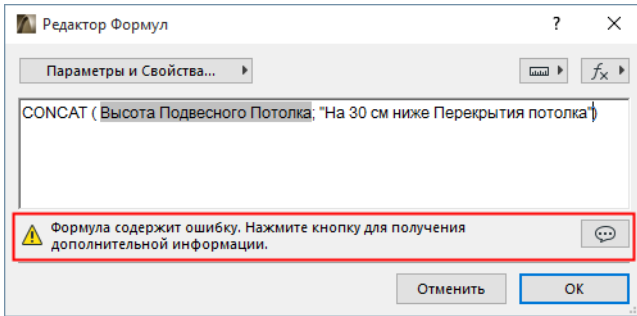 Редактор Формул
Параметры и Свойства...
CONCAT ( Высота Подвесного Потолка; "На 30 см ниже Перекрытия потолка")
Формула содержит ошибку. Нажмите кнопку для получения
дополнительной информации.
Отменить
OK